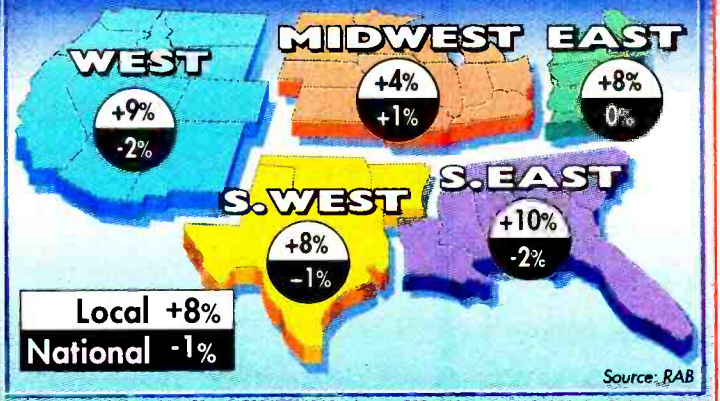 WEST
+9%
-2%
MIDWEST
+4%
+1%
EAST
+8%
0%
S.WEST
+8%
-1%
S.EAST
+10%
-2%
Local +8%
National -1%
Source: RAB